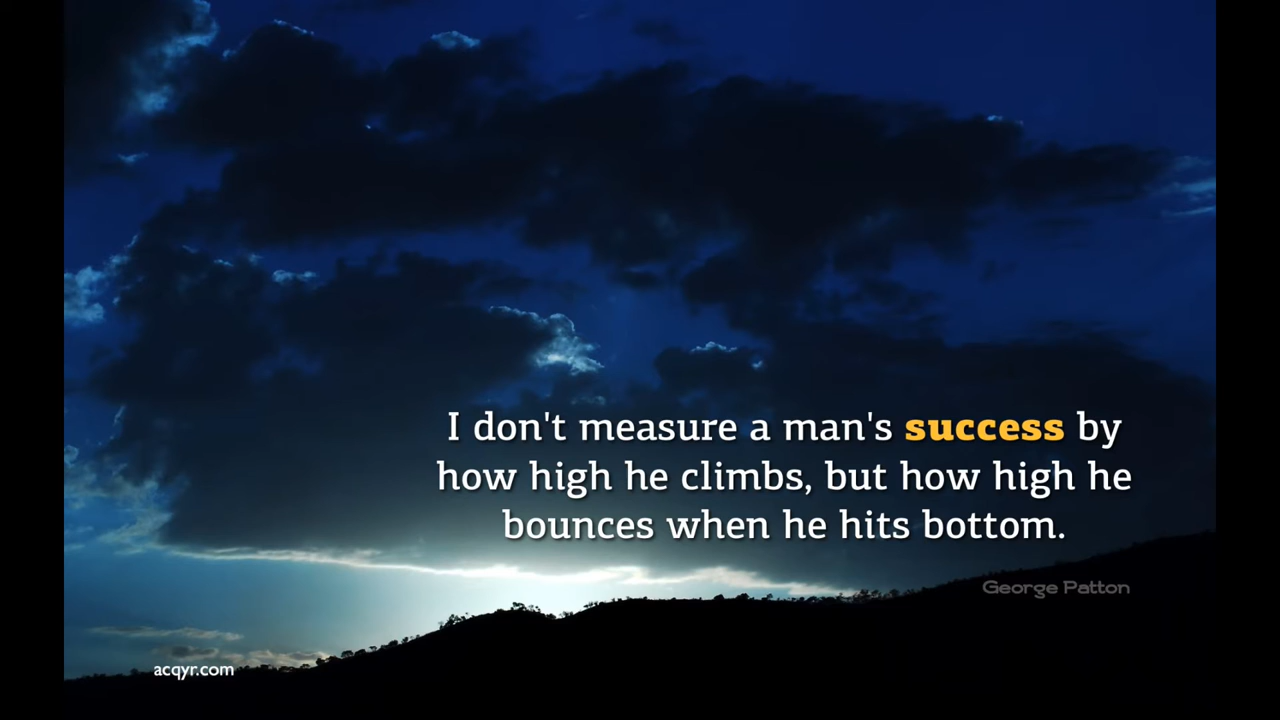 I don't measure a man's success by
how high he climbs, but how high he
bounces when he hits bottom.
George Patton
acqyr.com